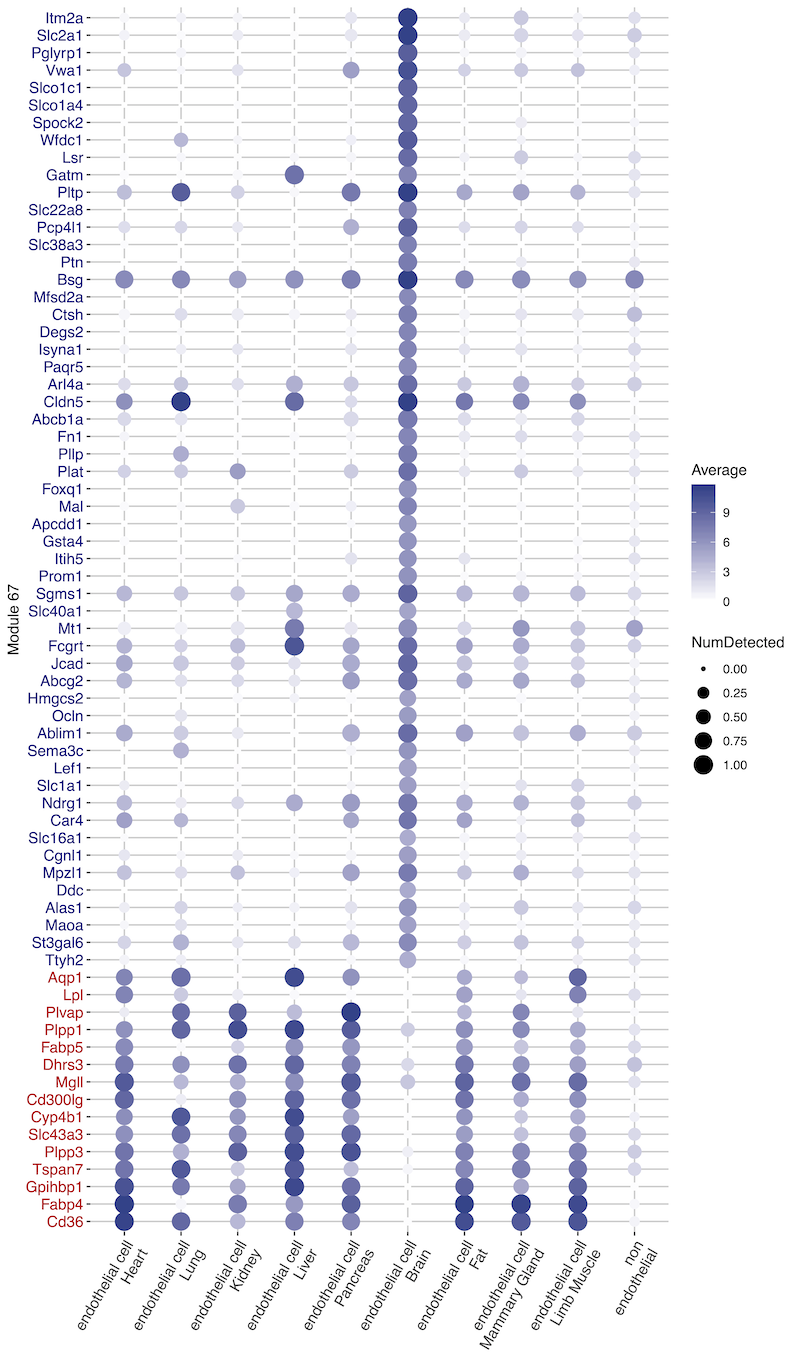 Itm2a
Slc2a1
Pglyrp1
Vwa1
Slco1c1
Slco1a4
Spock2
Wfdc1
Lsr
Gatm
Pltp
Slc22a8
Pcp4l1
Slc38a3
Ptn
Bsg
Mfsd2a
Ctsh
Degs2
Isyna1
Paqr5
Arl4a
Cldn5
Abcb1a
Fn1
Pllp
Plat
Foxq1
Mal
Apcdd1
Gsta4
Itih5
Prom1
Sgms1
Slc40a1
Mt1
Fcgrt
Jcad
Abcg2
Hmgcs2
Ocln
Ablim1
Sema3c
Lef1
Slc1a1
Ndrg1
Car4
Slc16a1
Cgnl1
Mpzl1
Ddc
Alas1
Maoa
St3gal6
Ttyh2
Aqp1
Lpl
Plvap
Plpp1
Fabp5
Dhrs3
Mgll
Cd300lg
Cyp4b1
Slc43a3
Plpp3
Tspan7
Gpihbp1
Fabp4
Cd36
Module 67
endothelial cell
Heart
endothelial cell
Lung
endothelial cell
Kidney
endothelial cell
Liver
endothelial cell
Pancreas
endothelial cell
Brain
endothelial cell
Fat
endothelial cell
Mammary Gland
endothelial cell
Limb Muscle
non
endothelial
Average
9
6
3
0
NumDetected
0.00
0.25
0.50
0.75
1.00